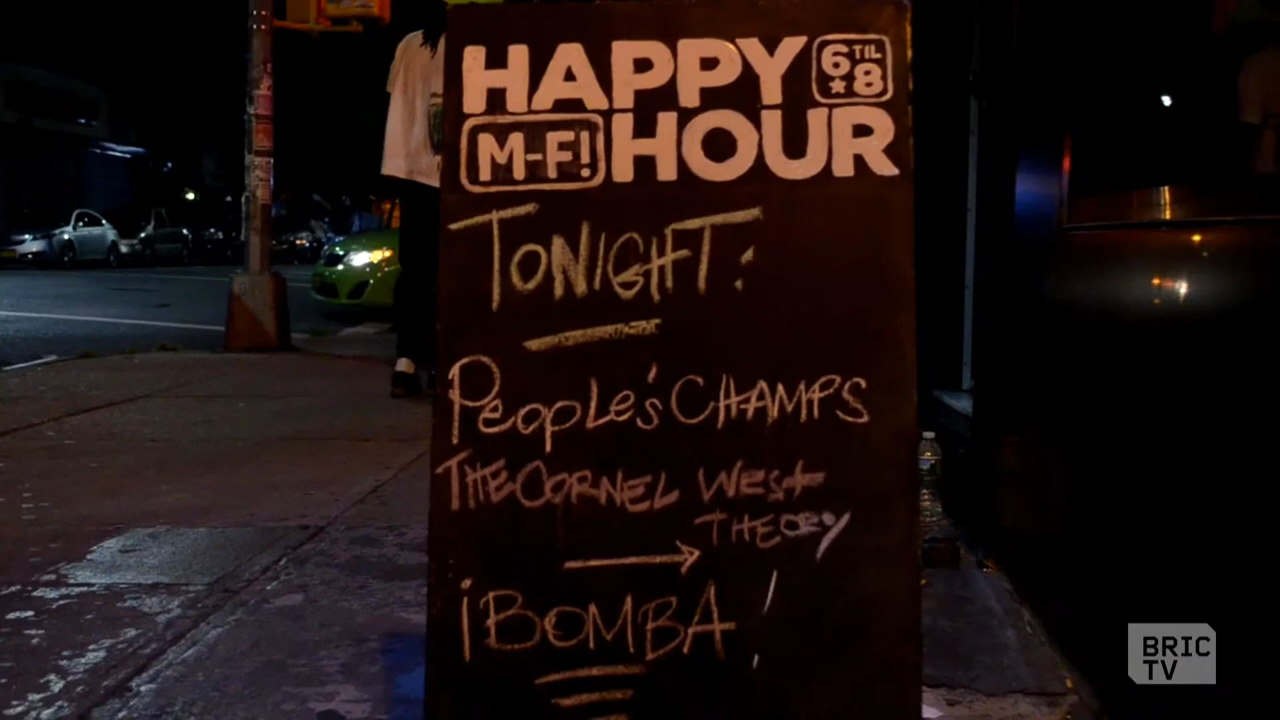 HAPPY 6 TIL 8
M-F! HOUR
TONIGHT:
PEOPLe's CHAMPS
THE CORNEL West
THEORY
¡BOMBA!
BRIC
TV